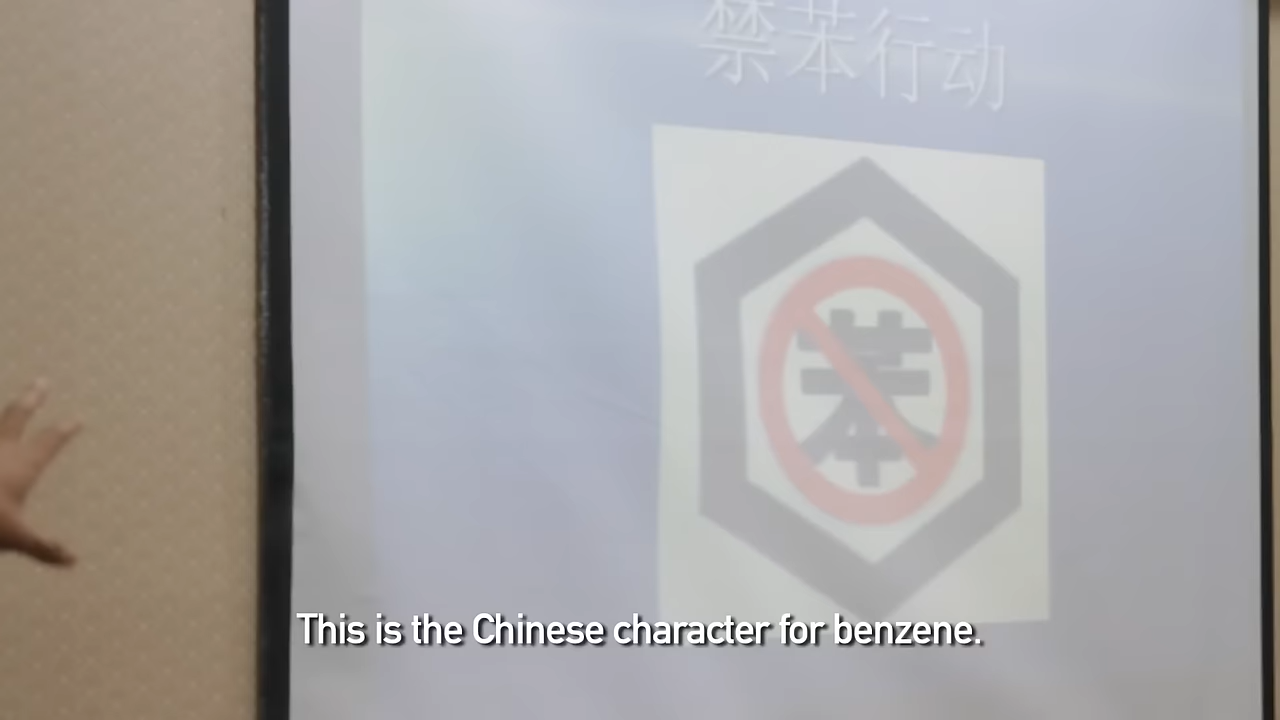 禁苯行动
苯
This is the Chinese character for benzene.